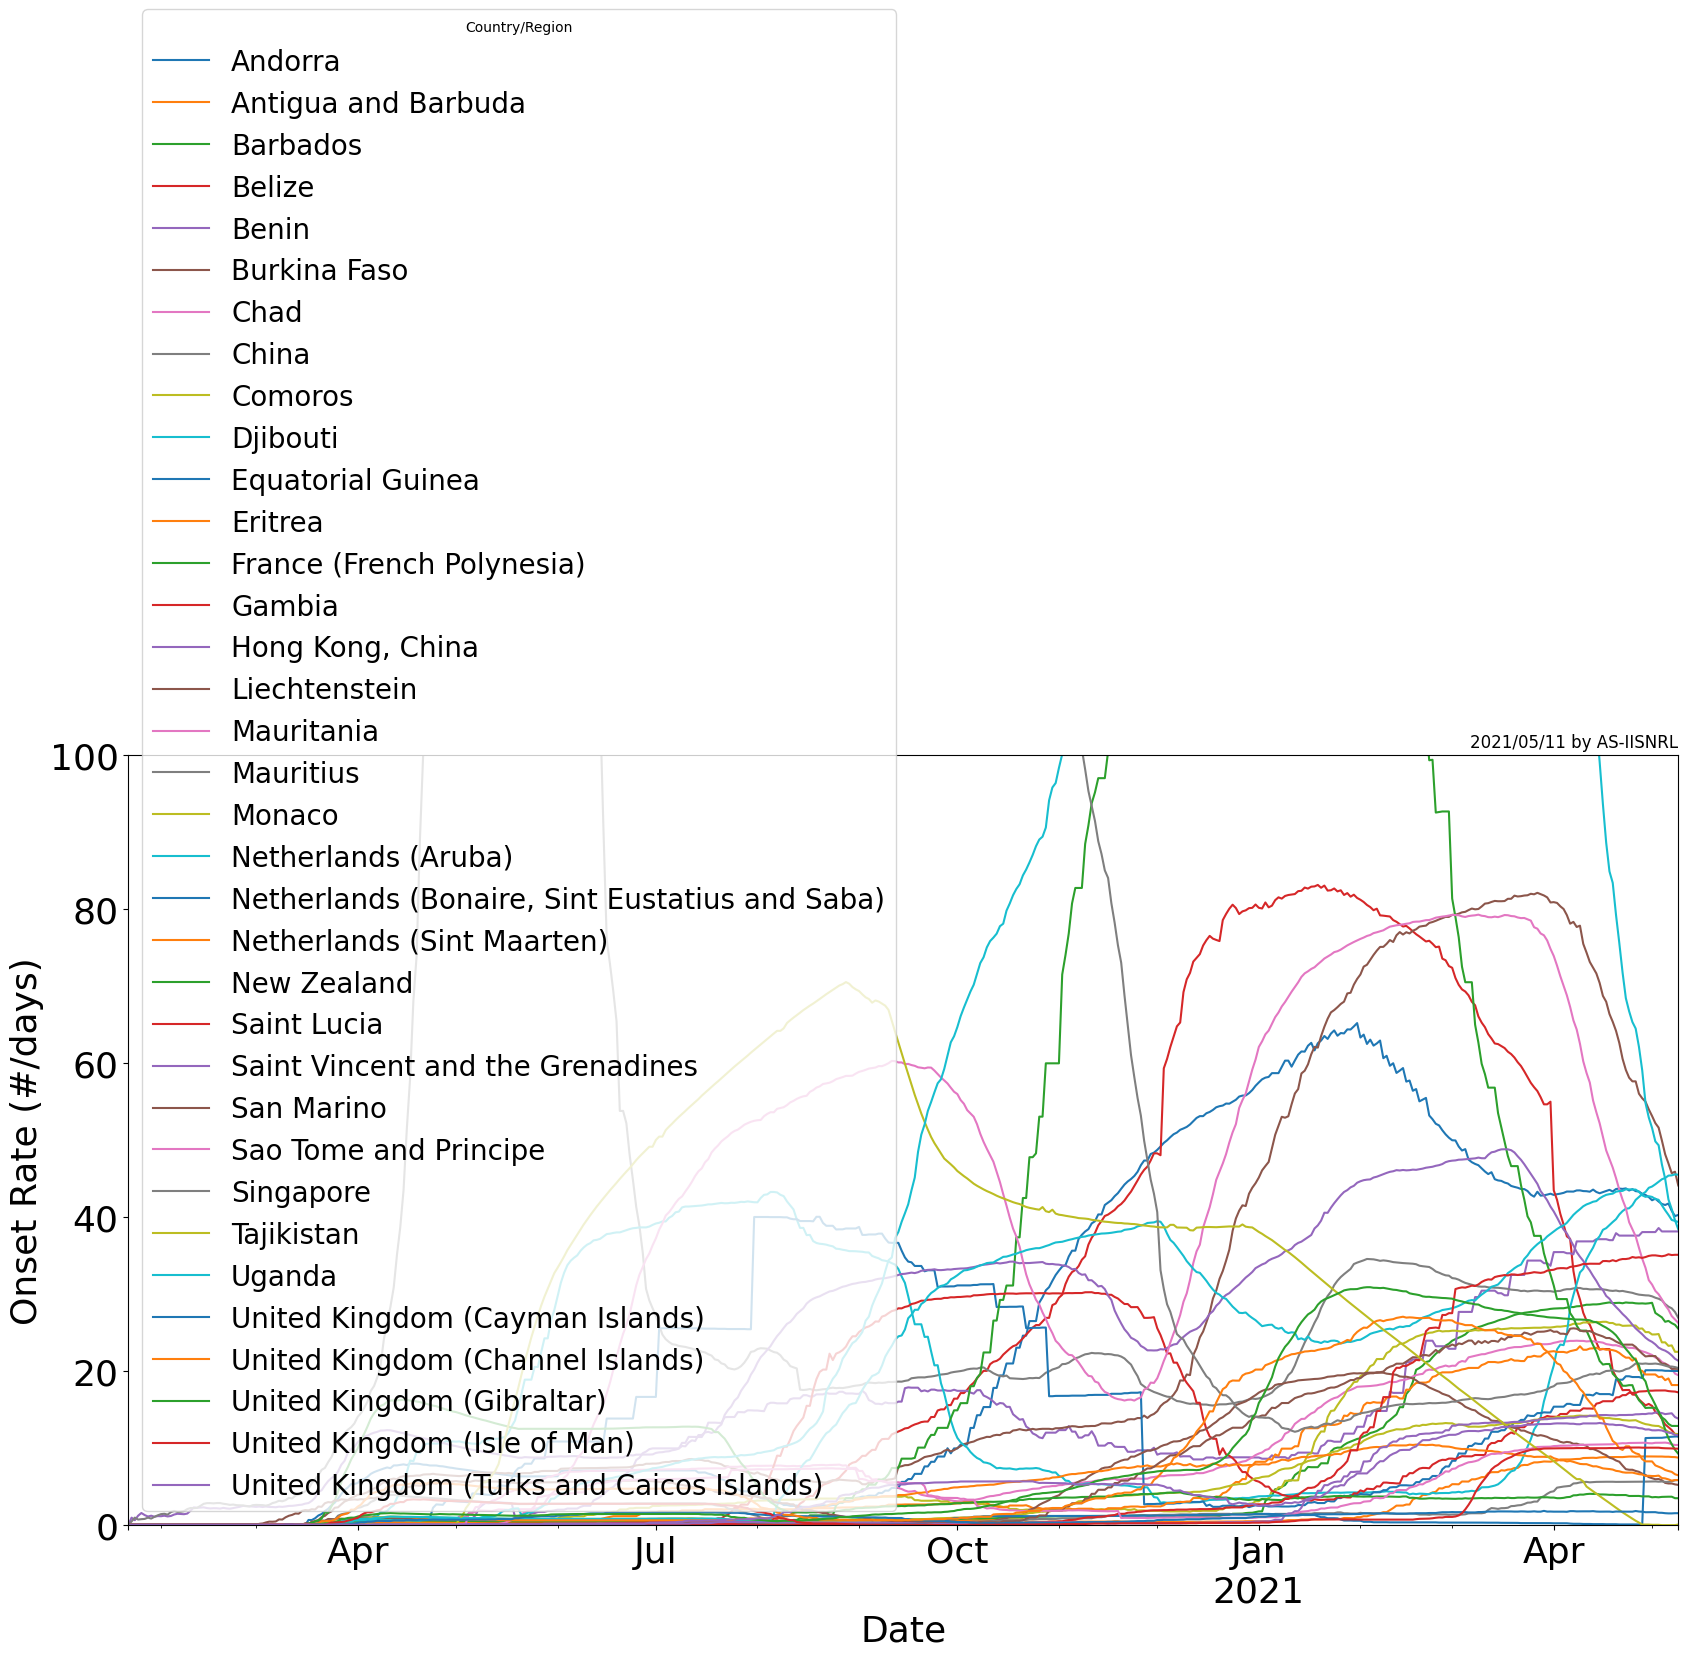 Country/Region
Andorra
Antigua and Barbuda
Barbados
Belize
Benin
Burkina Faso
Chad
China
Comoros
Djibouti
Equatorial Guinea
Eritrea
France (French Polynesia)
Gambia
Hong Kong, China
Liechtenstein
Mauritania
Mauritius
Monaco
Netherlands (Aruba)
Netherlands (Bonaire, Sint Eustatius and Saba)
Netherlands (Sint Maarten)
New Zealand
Saint Lucia
Saint Vincent and the Grenadines
San Marino
Sao Tome and Principe
Singapore
Tajikistan
Uganda
United Kingdom (Cayman Islands)
United Kingdom (Channel Islands)
United Kingdom (Gibraltar)
United Kingdom (Isle of Man)
United Kingdom (Turks and Caicos Islands)
2021/05/11 by AS-IISNRL
Onset Rate (#/days)
100
80
60
40
20
0
Apr
Jul
Oct
Jan
2021
Apr
Date